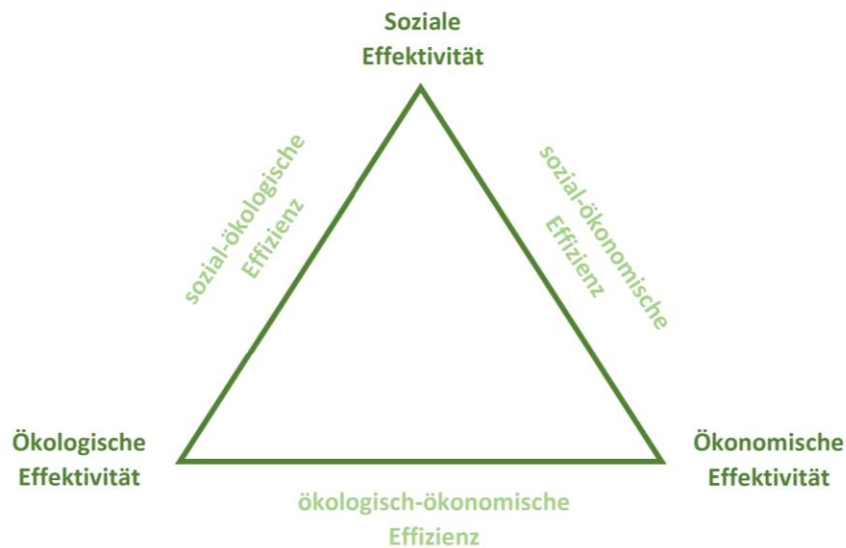 Soziale
Effektivität
sozial-ökologische
Effizienz
sozial-ökonomische
Effizienz
Ökologische
Effektivität
Ökonomische
Effektivität
ökologisch-ökonomische
Effizienz